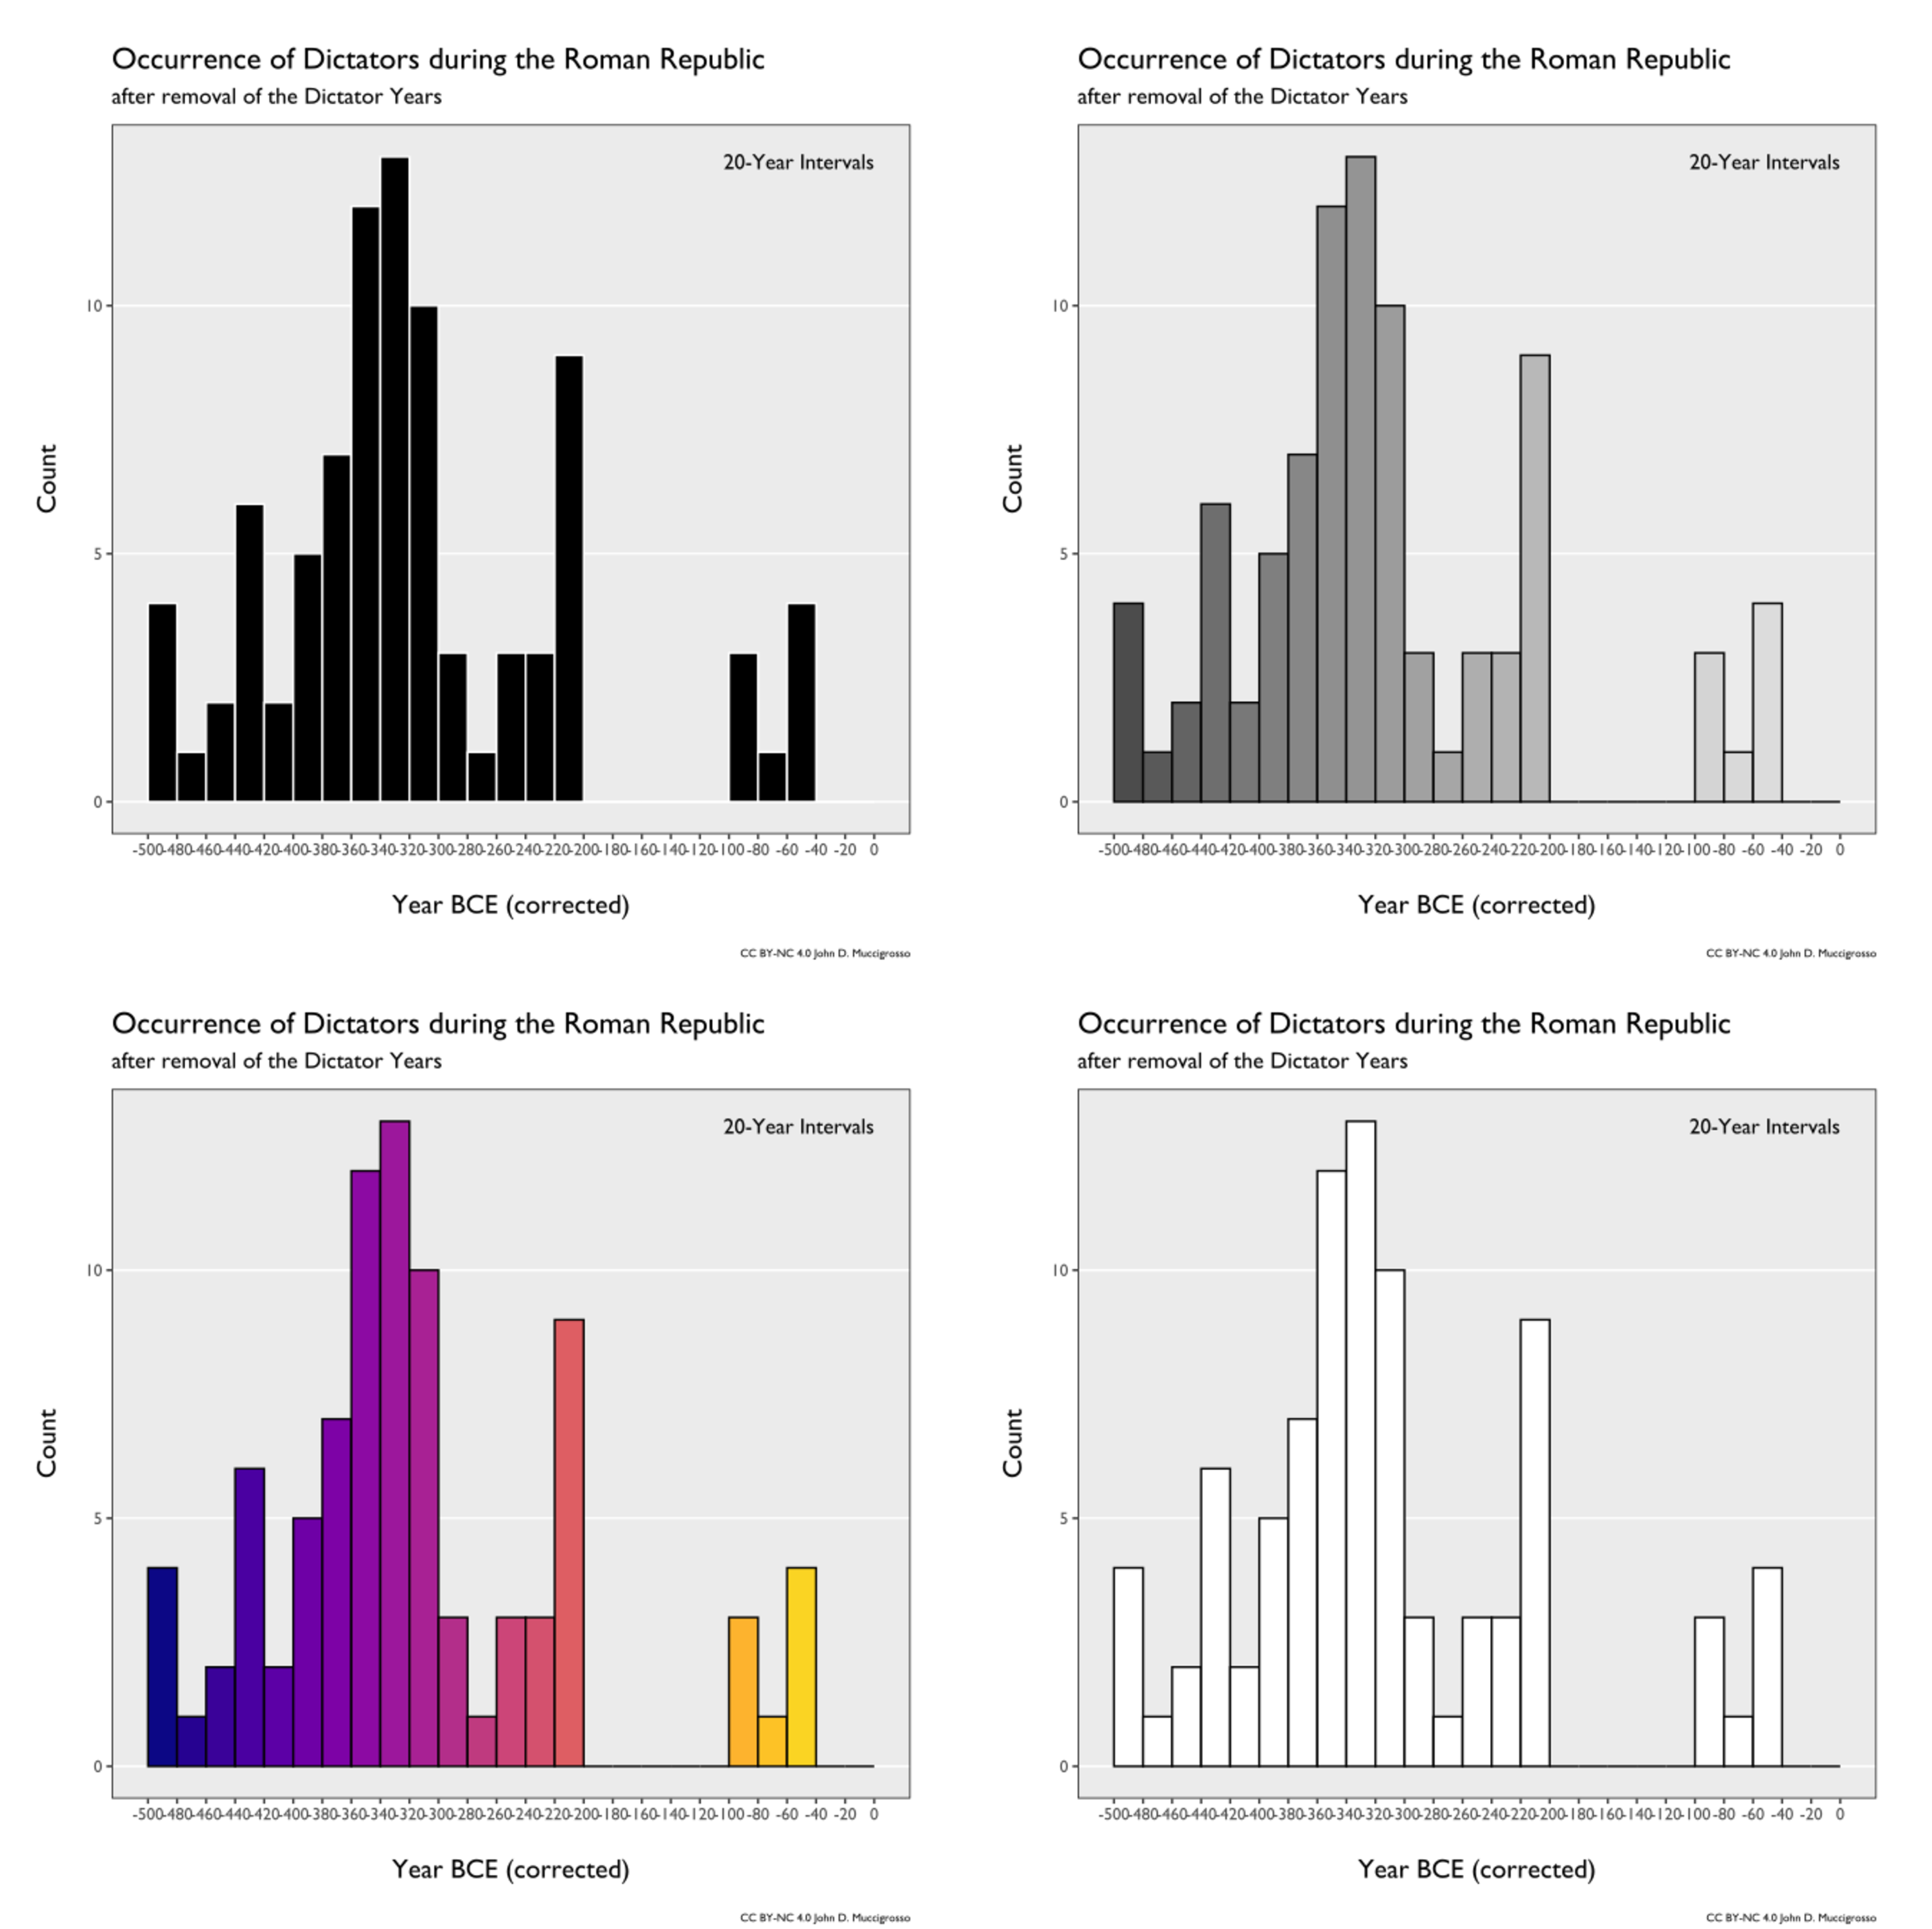 Occurrence of Dictators during the Roman Republic
after removal of the Dictator Years
20-Year Intervals
10
5
0
Count
-500-480-460-440-420-400-380-360-340-320-300-280-260-240-220-200-180-160-140-120-100 -80 -60 -40 -20 0
Year BCE (corrected)
CC BY-NC 4.0 John D. Muccigrosso
Occurrence of Dictators during the Roman Republic
after removal of the Dictator Years
20-Year Intervals
10
5
0
Count
-500-480-460-440-420-400-380-360-340-320-300-280-260-240-220-200-180-160-140-120-100 -80 -60 -40 -20 0
Year BCE (corrected)
CC BY-NC 4.0 John D. Muccigrosso
Occurrence of Dictators during the Roman Republic
after removal of the Dictator Years
20-Year Intervals
10
5
0
Count
-500-480-460-440-420-400-380-360-340-320-300-280-260-240-220-200-180-160-140-120-100 -80 -60 -40 -20 0
Year BCE (corrected)
CC BY-NC 4.0 John D. Muccigrosso
Occurrence of Dictators during the Roman Republic
after removal of the Dictator Years
20-Year Intervals
10
5
0
Count
-500-480-460-440-420-400-380-360-340-320-300-280-260-240-220-200-180-160-140-120-100 -80 -60 -40 -20 0
Year BCE (corrected)
CC BY-NC 4.0 John D. Muccigrosso